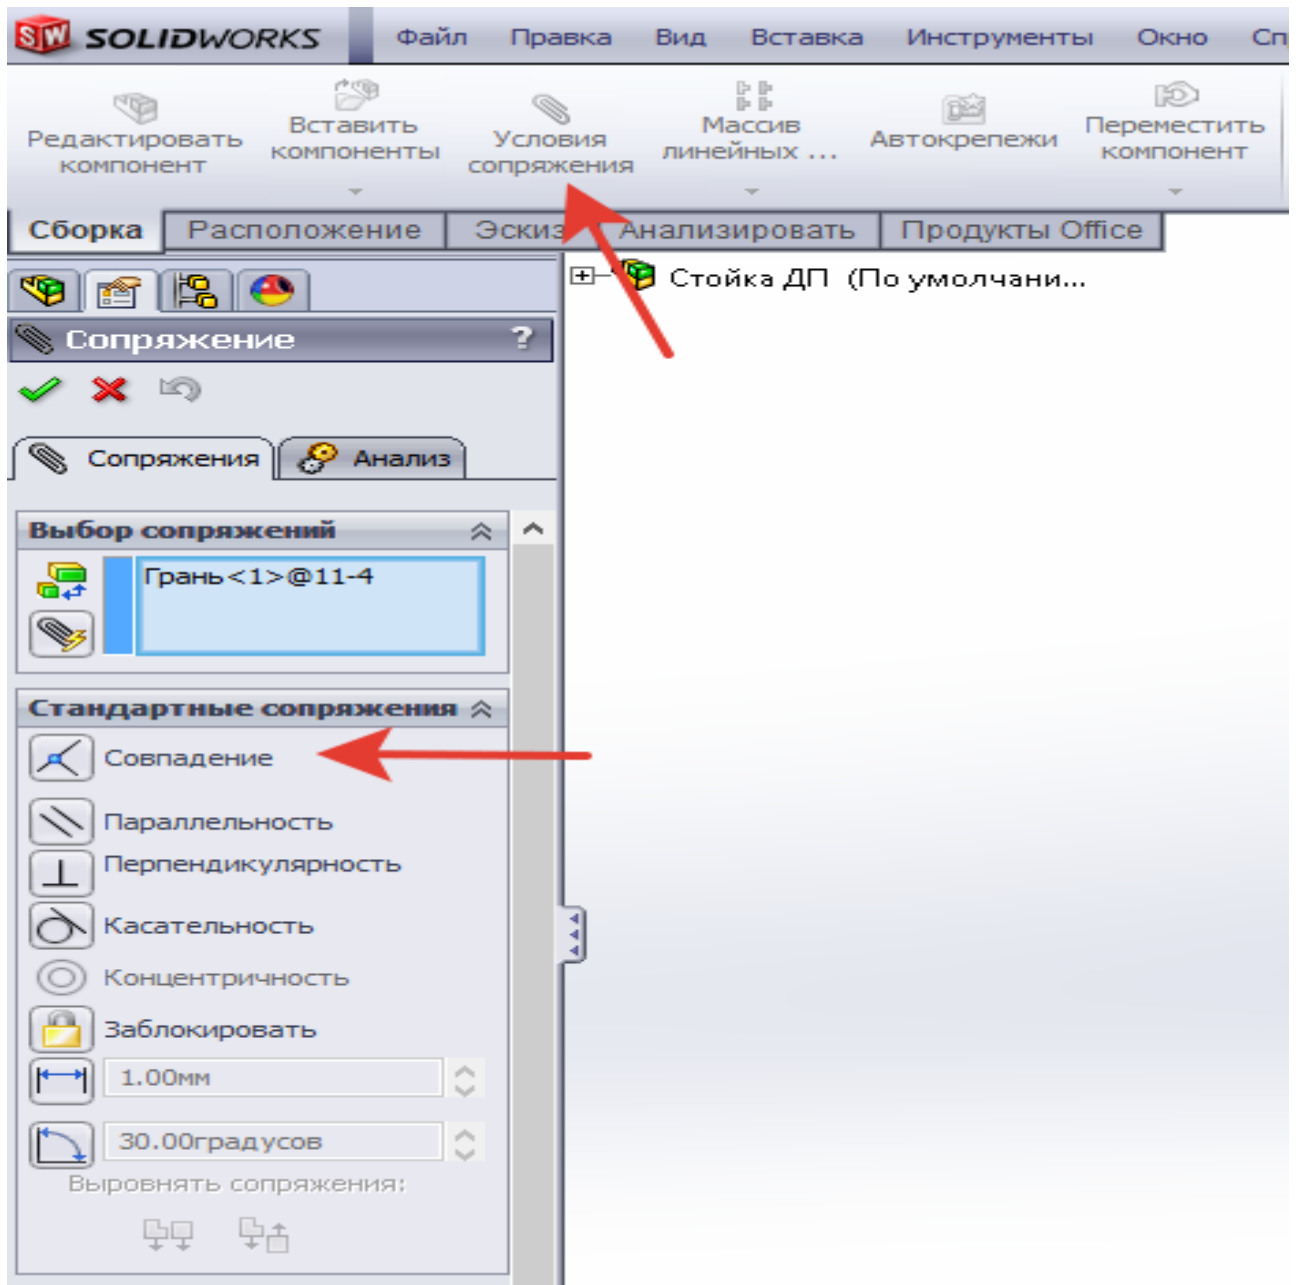 SW SOLIDWORKS Файл Правка Вид Вставка Инструменты Окно Сп
Редактировать компонент
Вставить компоненты
Условия сопряжения
Массив линейных ...
Автокрепежи
Переместить компонент
Сборка Расположение Эскиз Анализировать Продукты Office
Стойка ДП (По умолчани...
Сопряжение ?
Сопряжения Анализ
Выбор сопряжений
Грань<1>@11-4
Стандартные сопряжения
Совпадение
Параллельность
Перпендикулярность
Касательность
Концентричность
Заблокировать
1.00мм
30.00градусов
Выровнять сопряжения: